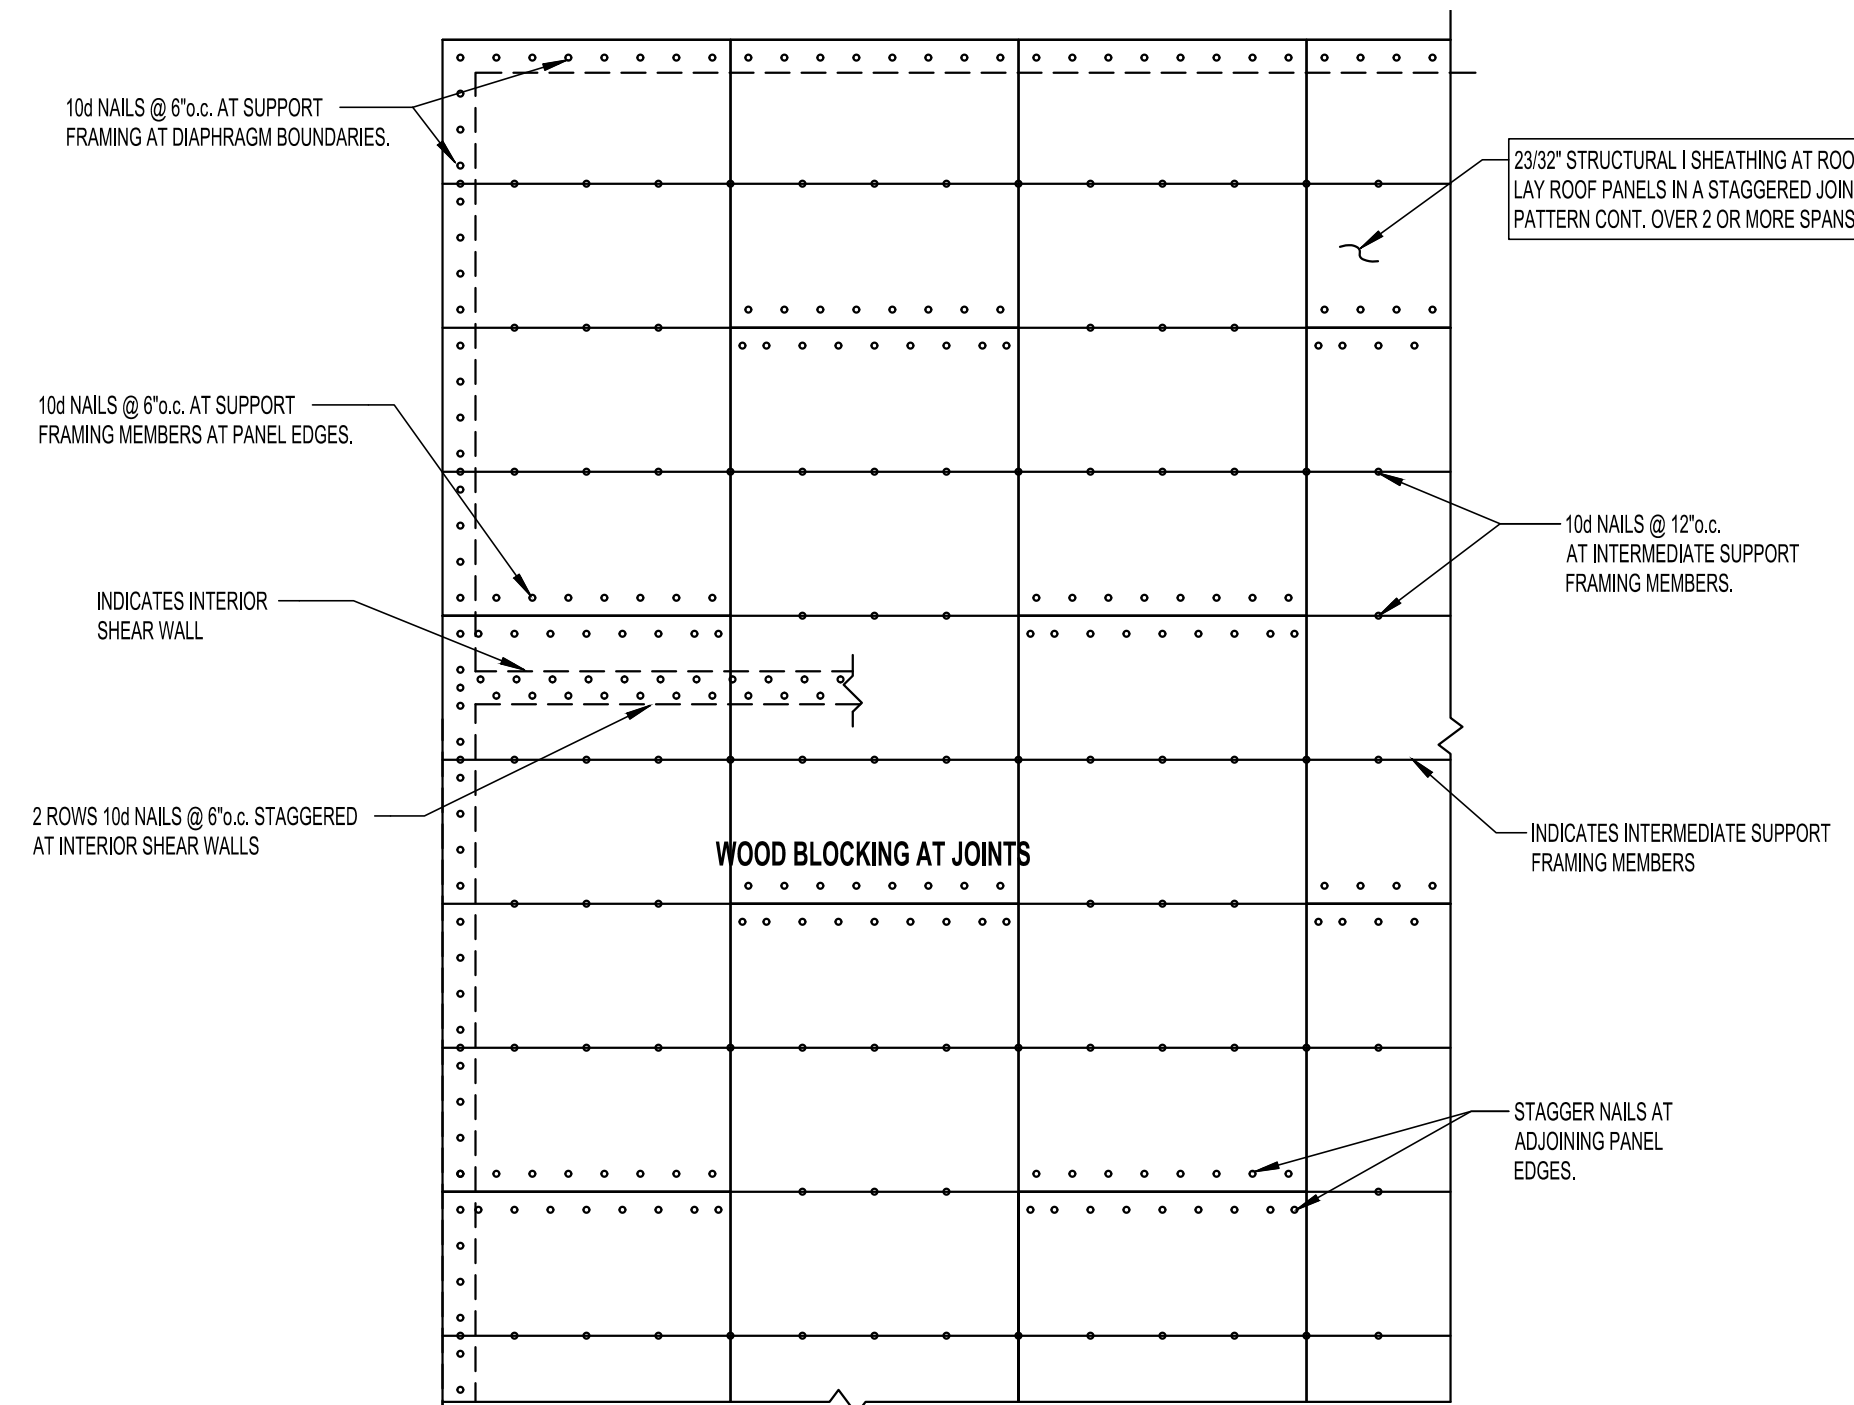 10d NAILS @ 6"o.c. AT SUPPORT
FRAMING AT DIAPHRAGM BOUNDARIES.
23/32" STRUCTURAL I SHEATHING AT
LAY ROOF PANELS IN A STAGGERED
PATTERN CONT. OVER 2 OR MORE SPANS
10d NAILS @ 6"o.c. AT SUPPORT
FRAMING MEMBERS AT PANEL EDGES.
10d NAILS @ 12"o.c.
AT INTERMEDIATE SUPPORT
FRAMING MEMBERS.
INDICATES INTERIOR
SHEAR WALL
2 ROWS 10d NAILS @ 6"o.c. STAGGERED
AT INTERIOR SHEAR WALLS
WOOD BLOCKING AT JOINTS
INDICATES INTERMEDIATE SUPPORT
FRAMING MEMBERS
STAGGER NAILS AT
ADJOINING PANEL
EDGES.